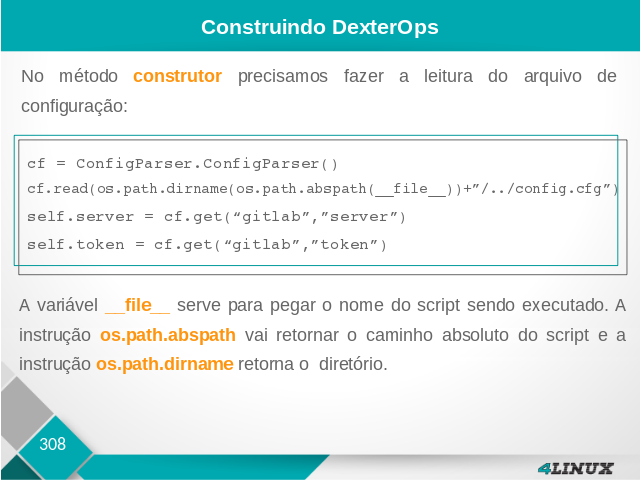 Construindo DexterOps
No método construtor precisamos fazer a leitura do arquivo de
configuração:
cf = ConfigParser.ConfigParser()
cf.read(os.path.dirname(os.path.abspath(__file__))+”/../config.cfg”)
self.server = cf.get(“gitlab”,”server”)
self.token = cf.get(“gitlab”,”token”)
A variável __file__ serve para pegar o nome do script sendo executado. A
instrução os.path.abspath vai retornar o caminho absoluto do script e a
instrução os.path.dirname retorna o  diretório.
308
4LINUX